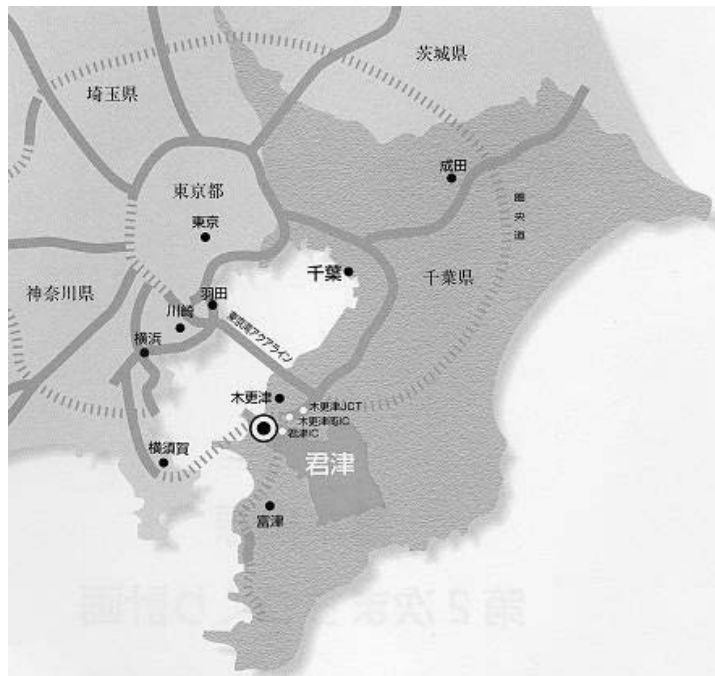 茨城県
埼玉県
成田
東京都
圏央道
東京
千葉
千葉県
神奈川県
羽田
川崎
東京湾アクアライン
横浜
木更津
木更津JCT
木更津南IC
君津IC
横須賀
君津
富津